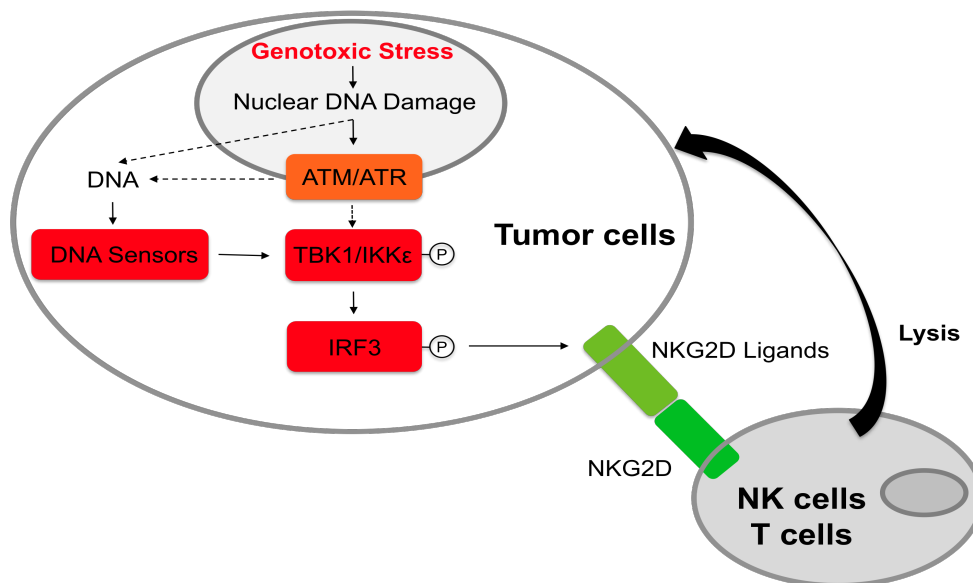 Genotoxic Stress
Nuclear DNA Damage
ATM/ATR
DNA
DNA Sensors
TBK1/IKKε
P
IRF3
P
Tumor cells
NKG2D Ligands
NKG2D
Lysis
NK cells
T cells